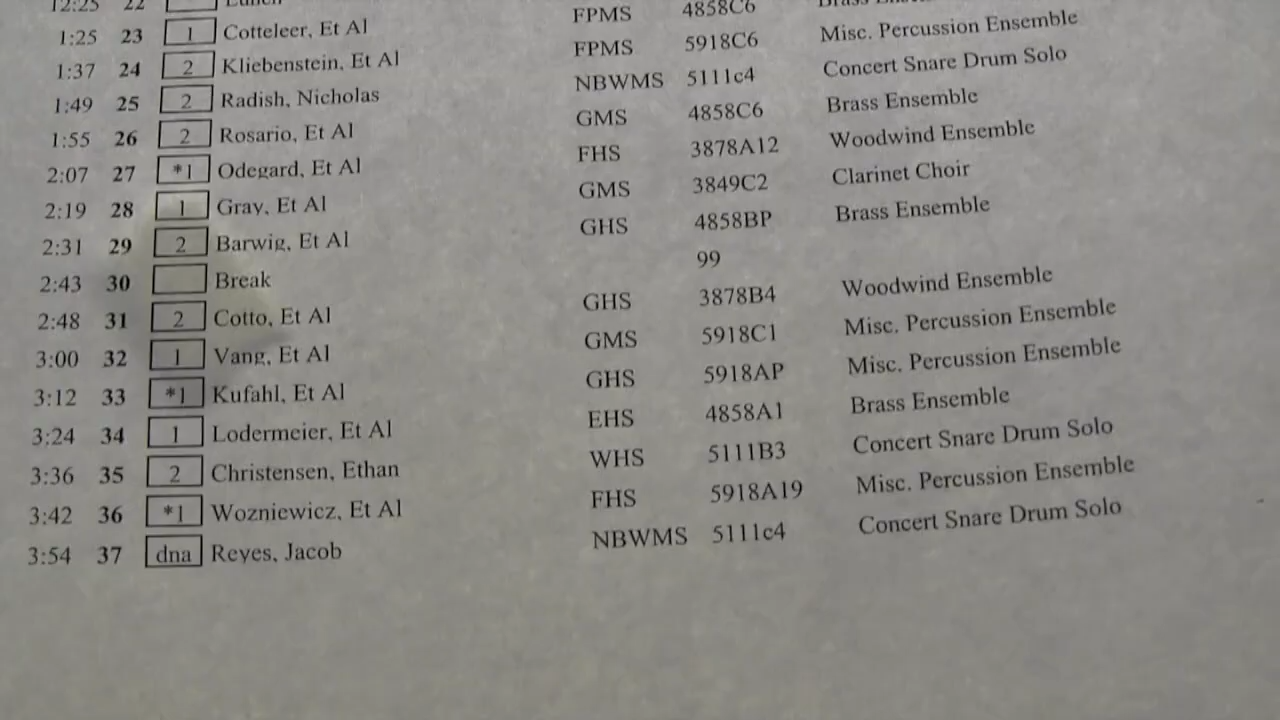 12:25 22 Lunch
1:25 23 1 Cotteleer, Et Al FPMS 4858C6 Brass
1:37 24 2 Kliebenstein, Et Al FPMS 5918C6 Misc. Percussion Ensemble
1:49 25 2 Radish, Nicholas NBWMS 5111c4 Concert Snare Drum Solo
1:55 26 2 Rosario, Et Al GMS 4858C6 Brass Ensemble
2:07 27 *1 Odegard, Et Al FHS 3878A12 Woodwind Ensemble
2:19 28 1 Gray, Et Al GMS 3849C2 Clarinet Choir
2:31 29 2 Barwig, Et Al GHS 4858BP Brass Ensemble
2:43 30 Break 99
2:48 31 2 Cotto, Et Al GHS 3878B4 Woodwind Ensemble
3:00 32 1 Vang, Et Al GMS 5918C1 Misc. Percussion Ensemble
3:12 33 *1 Kufahl, Et Al GHS 5918AP Misc. Percussion Ensemble
3:24 34 1 Lodermeier, Et Al EHS 4858A1 Brass Ensemble
3:36 35 2 Christensen, Ethan WHS 5111B3 Concert Snare Drum Solo
3:42 36 *1 Wozniewicz, Et Al FHS 5918A19 Misc. Percussion Ensemble
3:54 37 dna Reyes, Jacob NBWMS 5111c4 Concert Snare Drum Solo